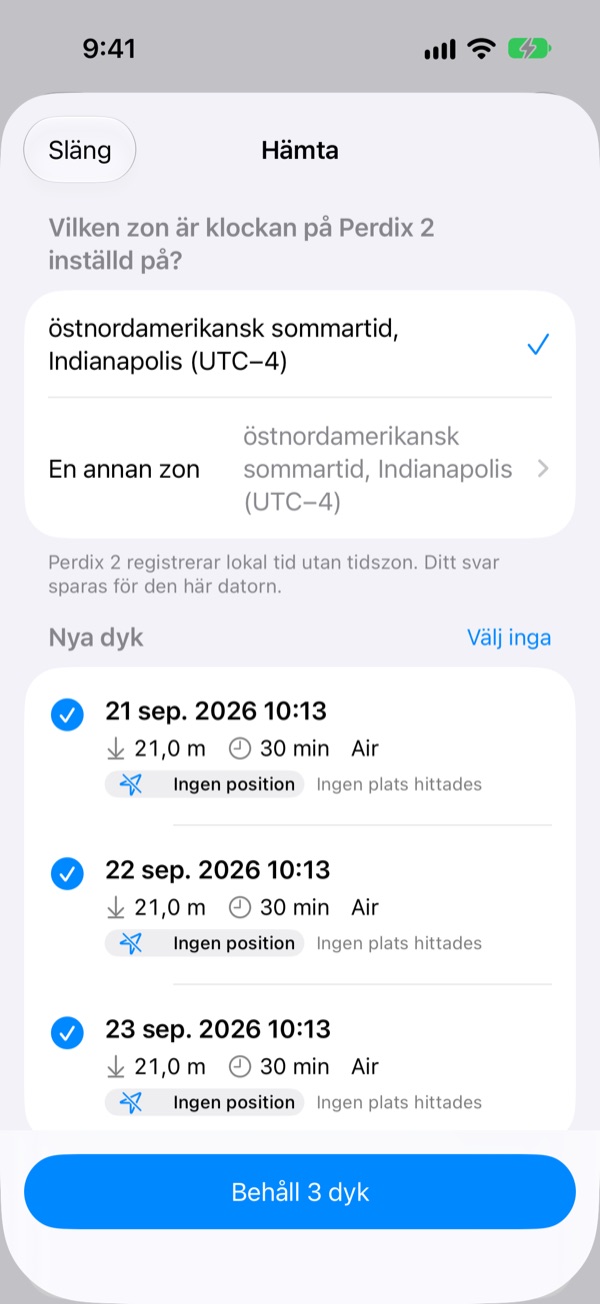 9:41
Släng
Hämta
Vilken zon är klockan på Perdix 2
inställd på?
östnordamerikansk sommartid,
Indianapolis (UTC−4)
En annan zon
östnordamerikansk
sommartid, Indianapolis
(UTC−4)
Perdix 2 registrerar lokal tid utan tidszon. Ditt svar
sparas för den här datorn.
Nya dyk
Välj inga
21 sep. 2026 10:13
21,0 m 30 min Air
Ingen position Ingen plats hittades
22 sep. 2026 10:13
21,0 m 30 min Air
Ingen position Ingen plats hittades
23 sep. 2026 10:13
21,0 m 30 min Air
Ingen position Ingen plats hittades
Behåll 3 dyk